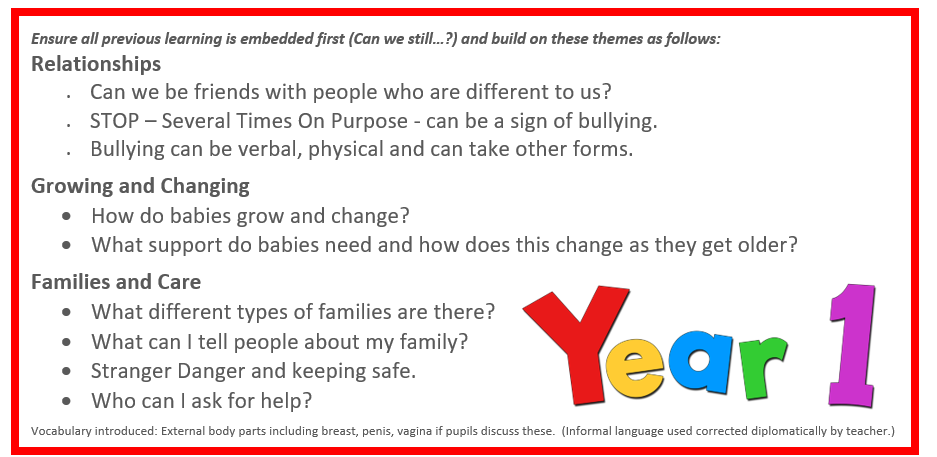 Ensure all previous learning is embedded first (Can we still…?) and build on these themes as follows:
Relationships
. Can we be friends with people who are different to us?
. STOP – Several Times On Purpose - can be a sign of bullying.
. Bullying can be verbal, physical and can take other forms.
Growing and Changing
• How do babies grow and change?
• What support do babies need and how does this change as they get older?
Families and Care
• What different types of families are there?
• What can I tell people about my family?
• Stranger Danger and keeping safe.
• Who can I ask for help?
Year 1
Vocabulary introduced: External body parts including breast, penis, vagina if pupils discuss these.  (Informal language used corrected diplomatically by teacher.)